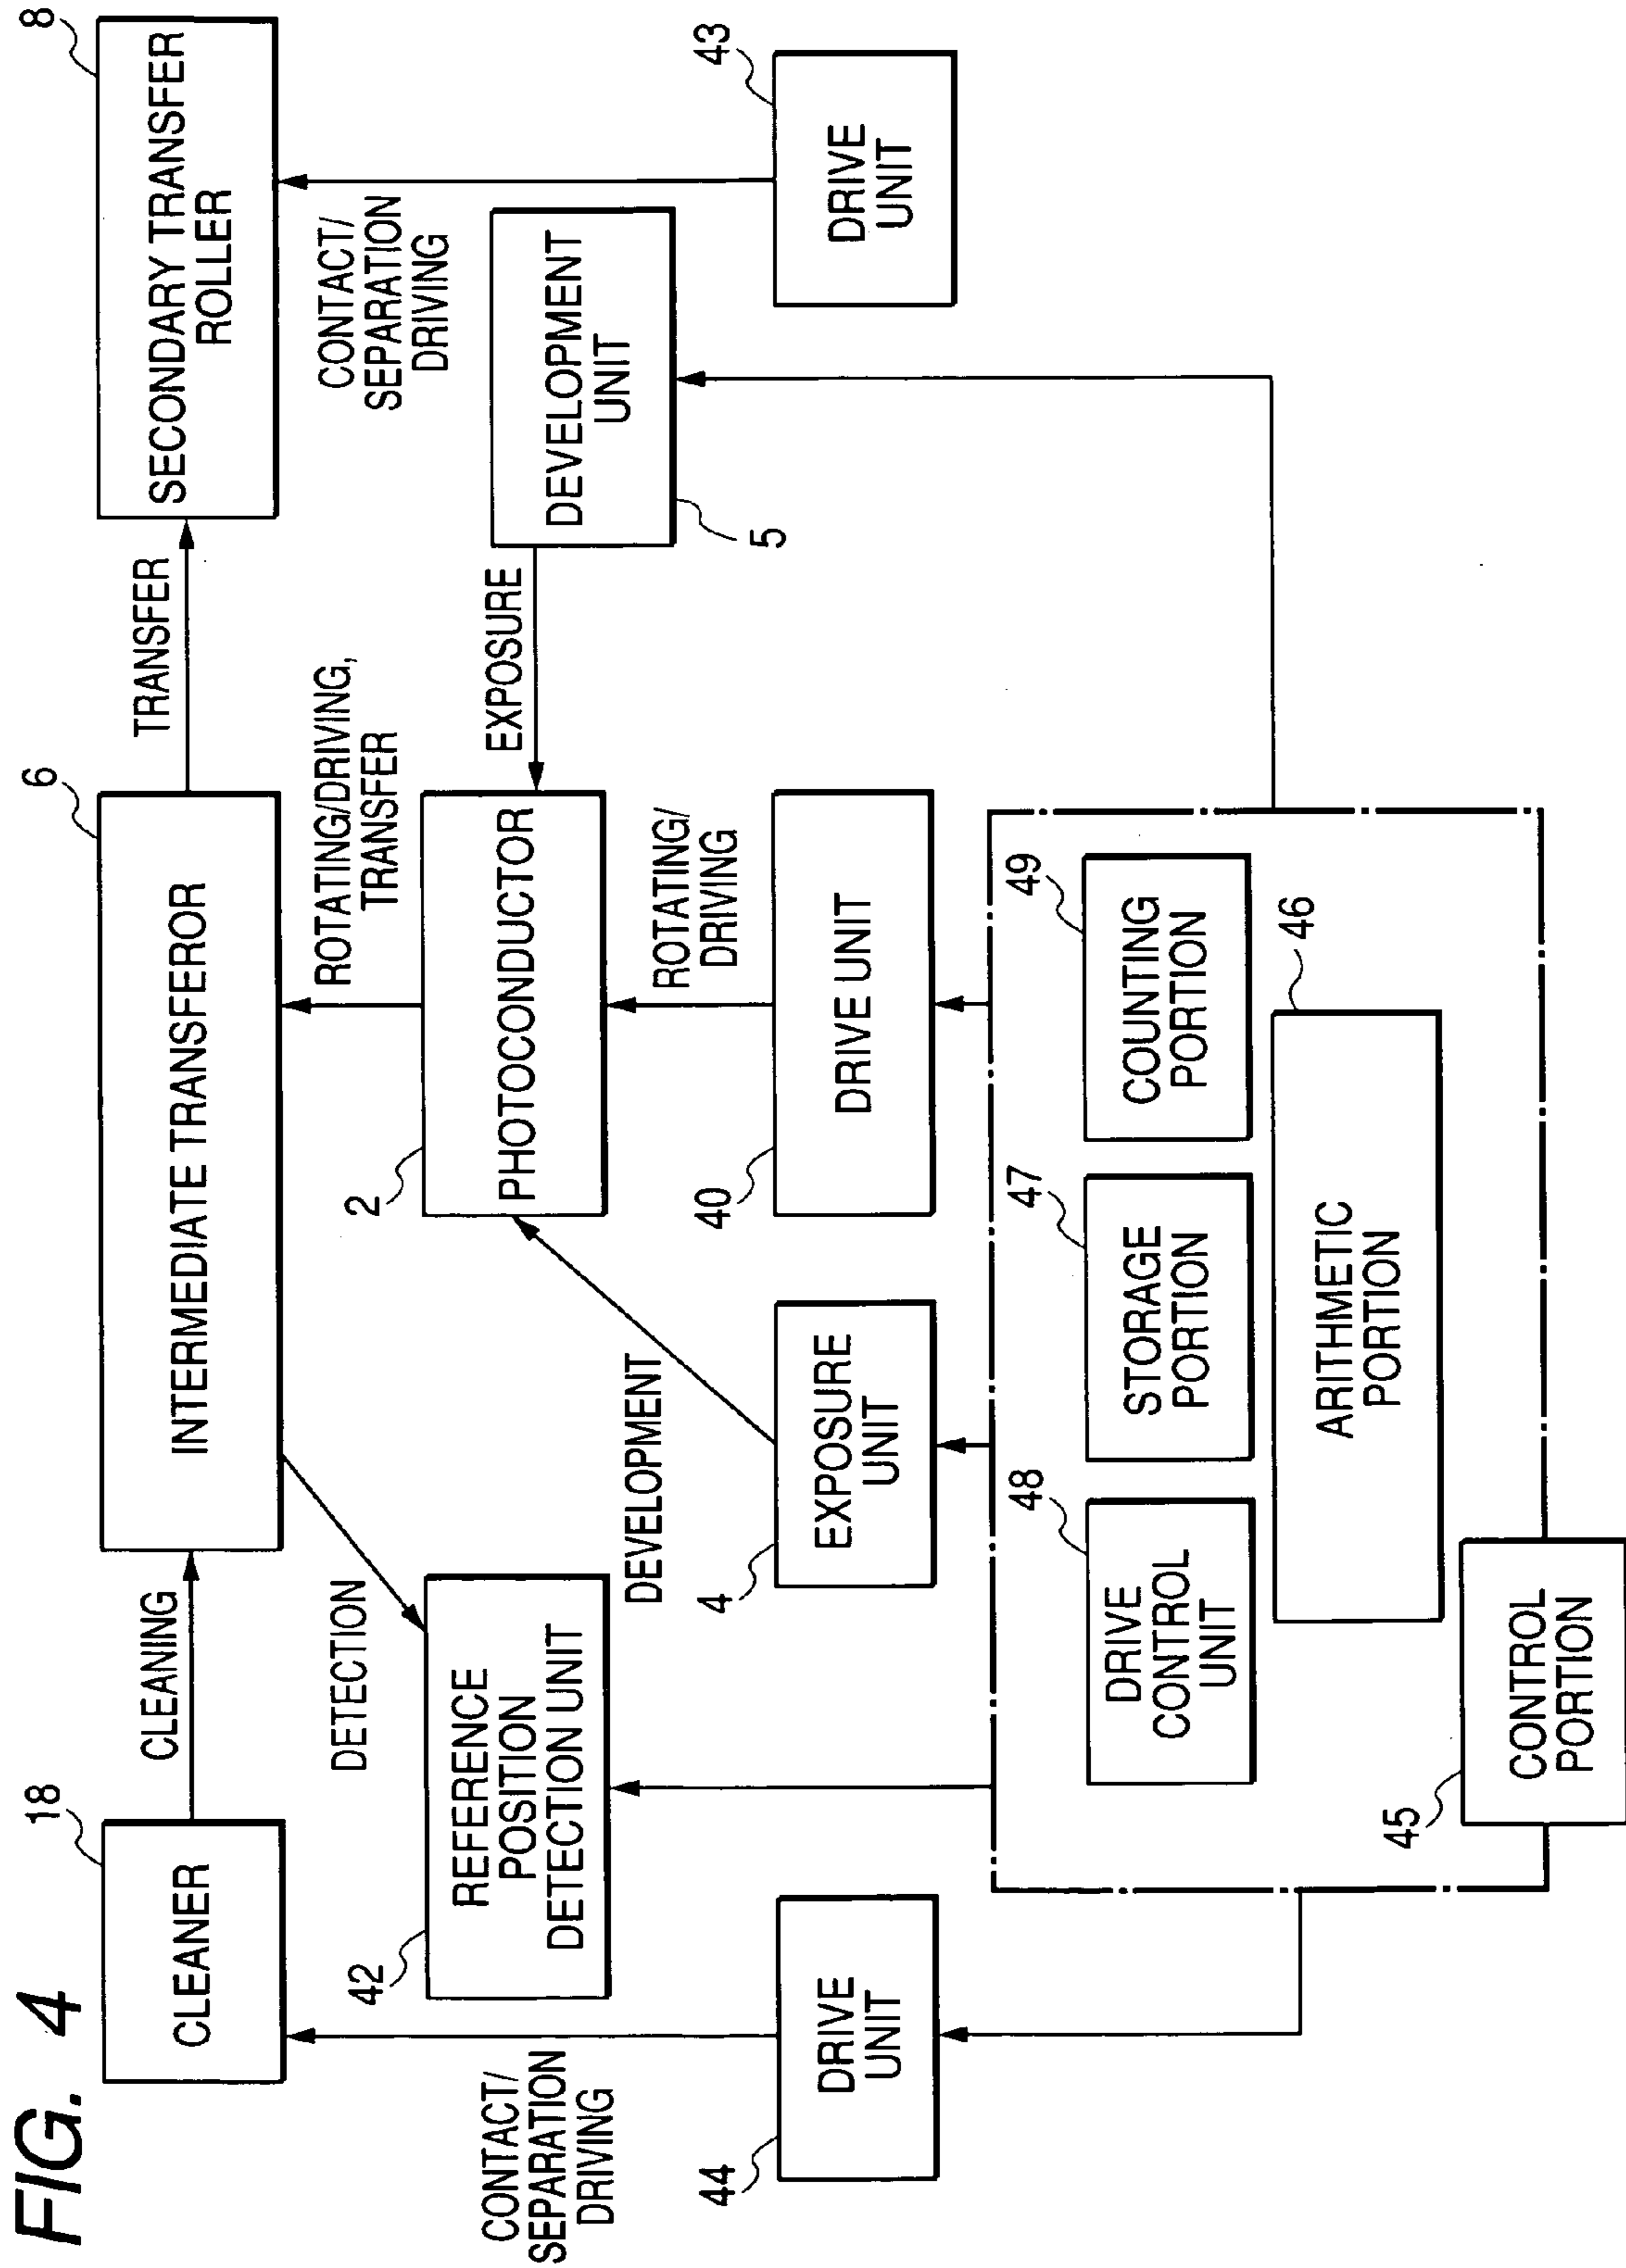 FIG. 4
18
CLEANER
CLEANING
6
INTERMEDIATE TRANSFEROR
TRANSFER
8
SECONDARY TRANSFER
ROLLER
CONTACT/
SEPARATION
DRIVING
DETECTION
ROTATING/DRIVING,
TRANSFER
CONTACT/
SEPARATION
DRIVING
42
REFERENCE
POSITION
DETECTION UNIT
2
PHOTOCONDUCTOR
EXPOSURE
DEVELOPMENT
UNIT
5
DEVELOPMENT
ROTATING/
DRIVING
44
DRIVE
UNIT
4
EXPOSURE
UNIT
40
DRIVE UNIT
43
DRIVE
UNIT
48
DRIVE
CONTROL
UNIT
47
STORAGE
PORTION
49
COUNTING
PORTION
46
ARITHMETIC
PORTION
45
CONTROL
PORTION